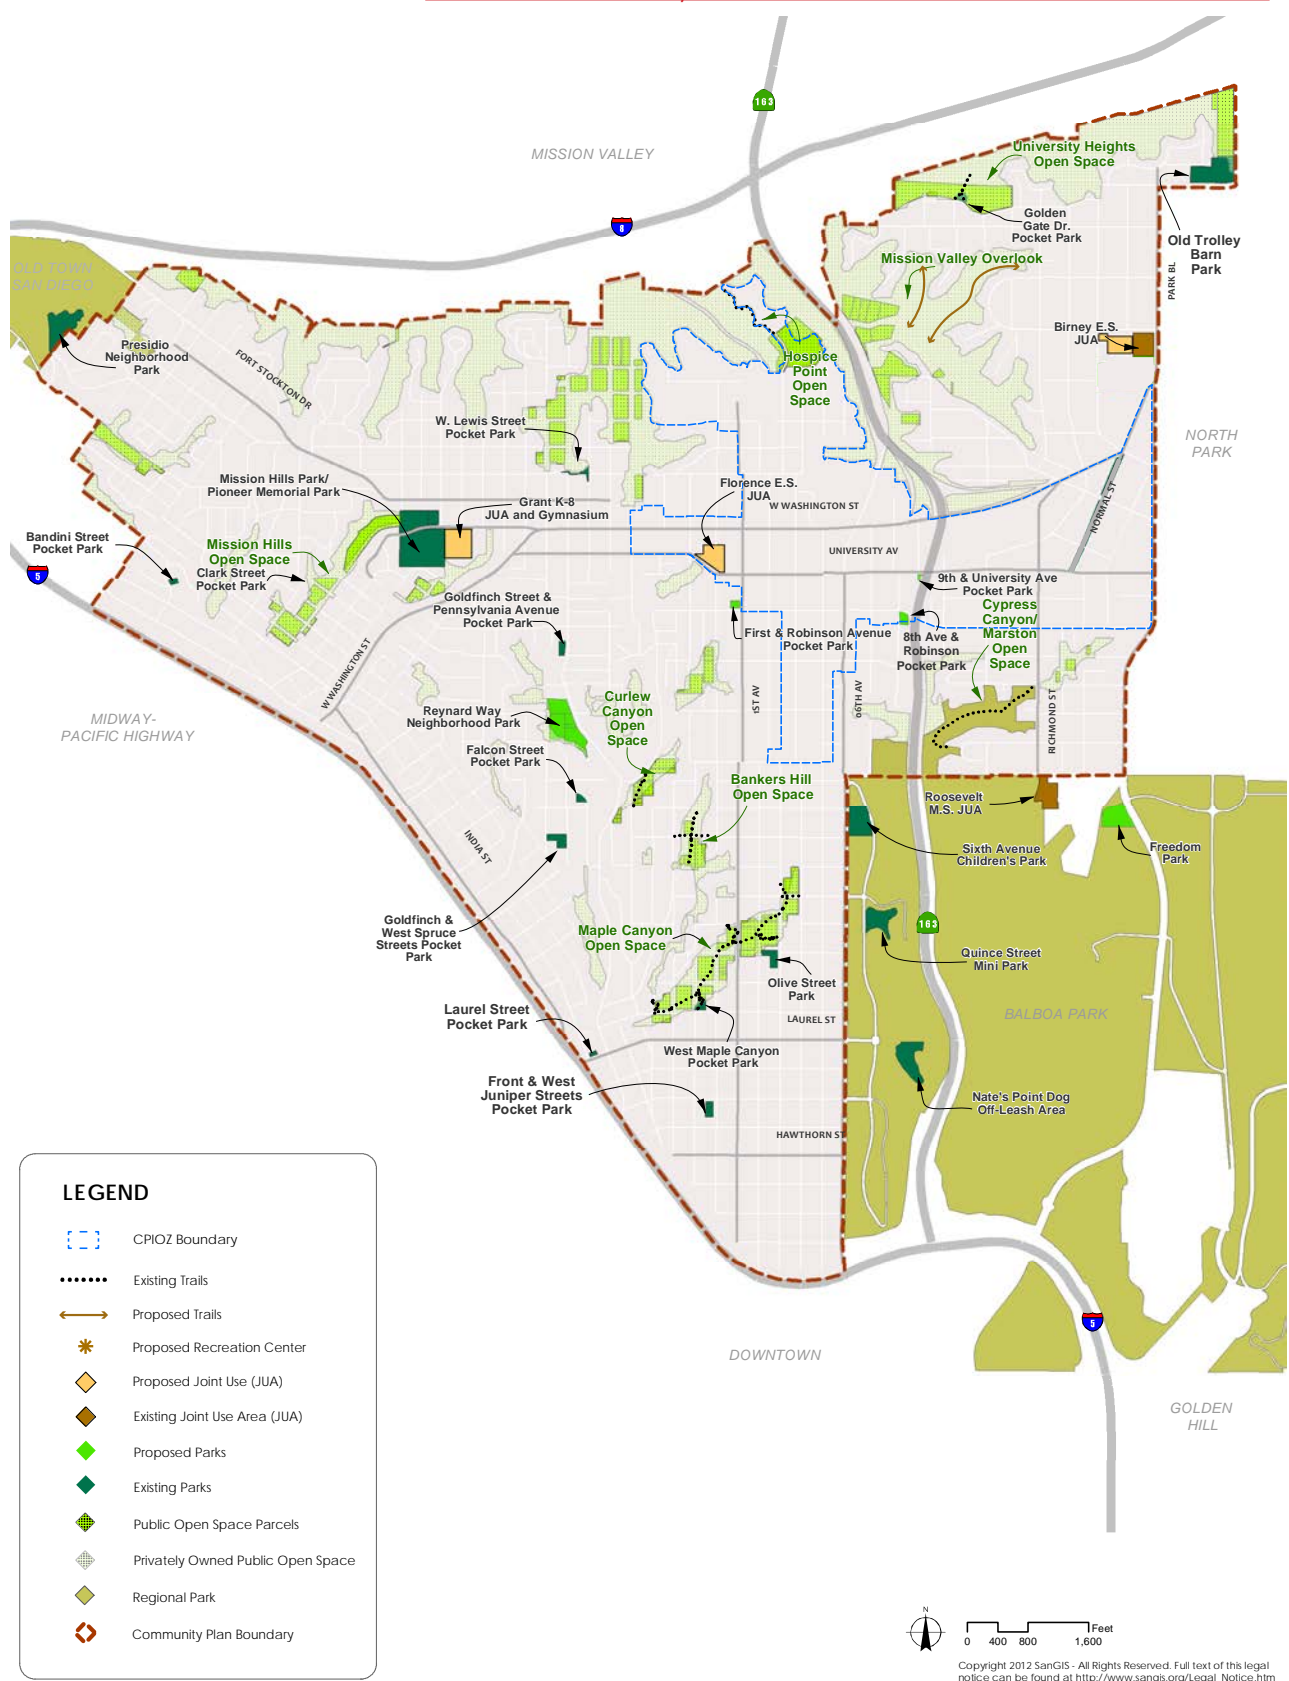 163
MISSION VALLEY
University Heights
Open Space
Golden
Gate Dr.
Pocket Park
Old Trolley
Barn
Park
8
Mission Valley Overlook
PARK BL
OLD TOWN
SAN DIEGO
Presidio
Neighborhood
Park
FORT STOCKTON DR
Birney E.S.
JUA
Hospice
Point
Open
Space
W. Lewis Street
Pocket Park
NORTH
PARK
Mission Hills Park/
Pioneer Memorial Park
Grant K-8
JUA and Gymnasium
Florence E.S.
JUA
W WASHINGTON ST
NORMAL ST
Bandini Street
Pocket Park
Mission Hills
Open Space
Clark Street
Pocket Park
UNIVERSITY AV
5
9th & University Ave
Pocket Park
Goldfinch Street &
Pennsylvania Avenue
Pocket Park
Cypress
Canyon/
Marston
Open
Space
First & Robinson Avenue
Pocket Park
8th Ave &
Robinson
Pocket Park
W WASHINGTON ST
Curlew
Canyon
Open
Space
1ST AV
06TH AV
RICHMOND ST
MIDWAY-
PACIFIC HIGHWAY
Reynard Way
Neighborhood Park
Falcon Street
Pocket Park
Bankers Hill
Open Space
Roosevelt
M.S. JUA
INDIA ST
Sixth Avenue
Children's Park
Freedom
Park
Goldfinch &
West Spruce
Streets Pocket
Park
Maple Canyon
Open Space
163
Quince Street
Mini Park
Olive Street
Park
Laurel Street
Pocket Park
LAUREL ST
BALBOA PARK
West Maple Canyon
Pocket Park
Front & West
Juniper Streets
Pocket Park
Nate's Point Dog
Off-Leash Area
HAWTHORN ST
LEGEND
CPIOZ Boundary
Existing Trails
Proposed Trails
Proposed Recreation Center
Proposed Joint Use (JUA)
Existing Joint Use Area (JUA)
Proposed Parks
Existing Parks
Public Open Space Parcels
Privately Owned Public Open Space
Regional Park
Community Plan Boundary
5
DOWNTOWN
GOLDEN
HILL
N
Feet
0 400 800 1,600
Copyright 2012 SanGIS - All Rights Reserved. Full text of this legal
notice can be found at http://www.sangis.org/Legal_Notice.htm